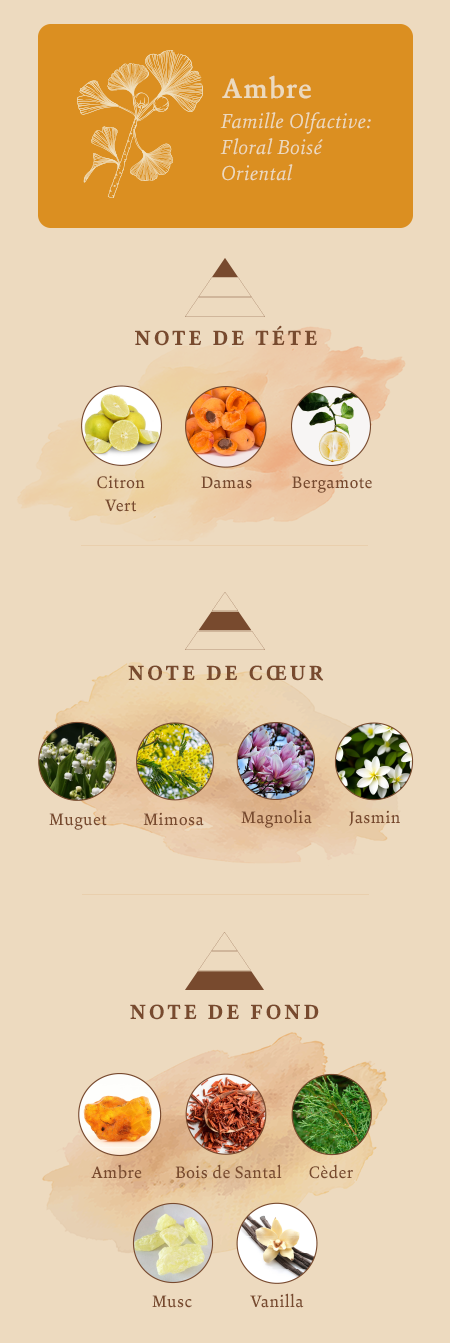 Ambre
Famille Olfactive:
Floral Boisé
Oriental
NOTE DE TÉTE
Citron
Vert
Damas
Bergamote
NOTE DE CŒUR
Muguet
Mimosa
Magnolia
Jasmin
NOTE DE FOND
Ambre
Bois de Santal
Cèder
Musc
Vanilla